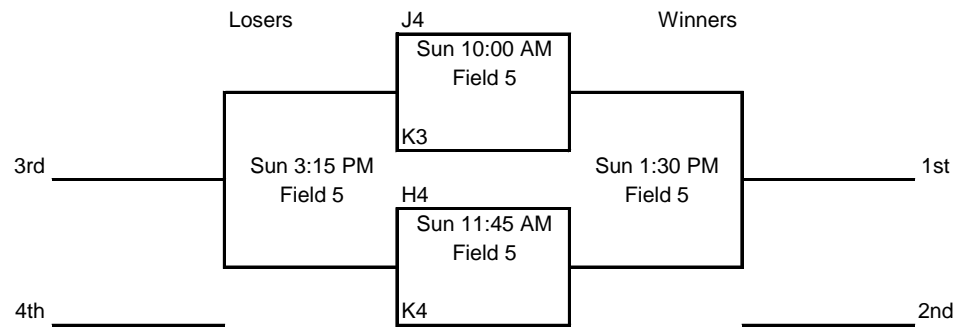 Losers
J4
Winners
Sun 10:00 AM
Field 5
K3
3rd
Sun 3:15 PM
Field 5
Sun 1:30 PM
Field 5
1st
H4
Sun 11:45 AM
Field 5
4th
K4
2nd